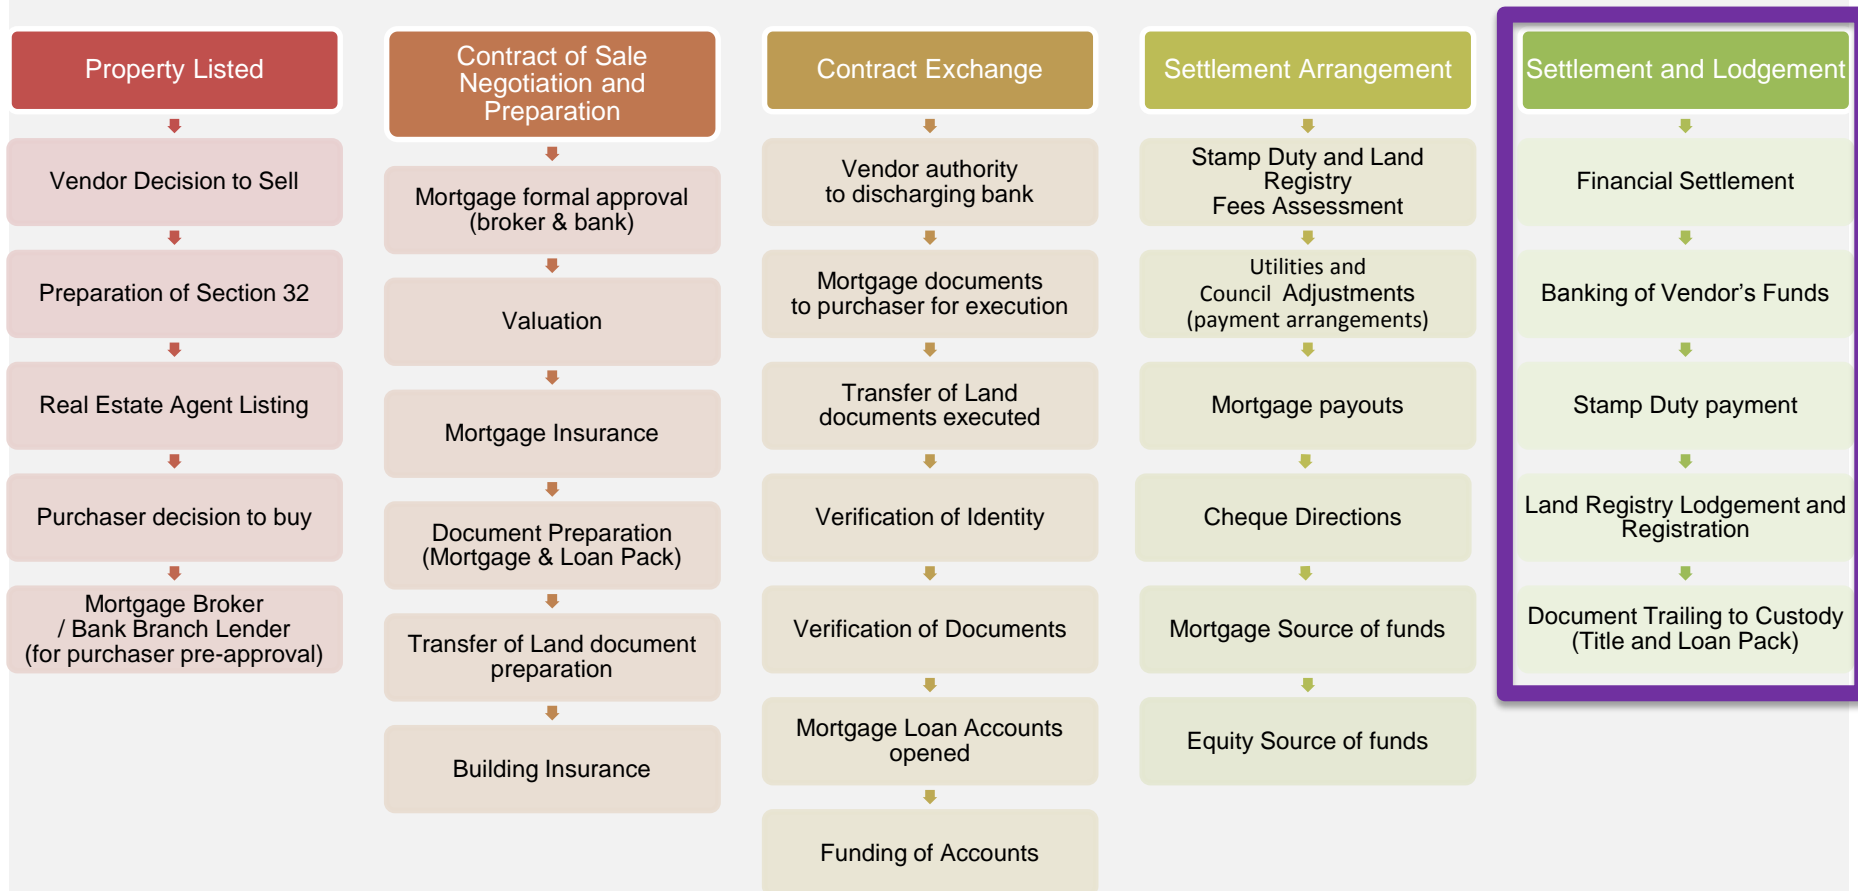 Property Listed
Vendor Decision to Sell
Preparation of Section 32
Real Estate Agent Listing
Purchaser decision to buy
Mortgage Broker
/ Bank Branch Lender
(for purchaser pre-approval)
Contract of Sale
Negotiation and
Preparation
Mortgage formal approval
(broker & bank)
Valuation
Mortgage Insurance
Document Preparation
(Mortgage & Loan Pack)
Transfer of Land document
preparation
Building Insurance
Contract Exchange
Vendor authority
to discharging bank
Mortgage documents
to purchaser for execution
Transfer of Land
documents executed
Verification of Identity
Verification of Documents
Mortgage Loan Accounts
opened
Funding of Accounts
Settlement Arrangement
Stamp Duty and Land
Registry
Fees Assessment
Utilities and
Council Adjustments
(payment arrangements)
Mortgage payouts
Cheque Directions
Mortgage Source of funds
Equity Source of funds
Settlement and Lodgement
Financial Settlement
Banking of Vendor's Funds
Stamp Duty payment
Land Registry Lodgement and
Registration
Document Trailing to Custody
(Title and Loan Pack)